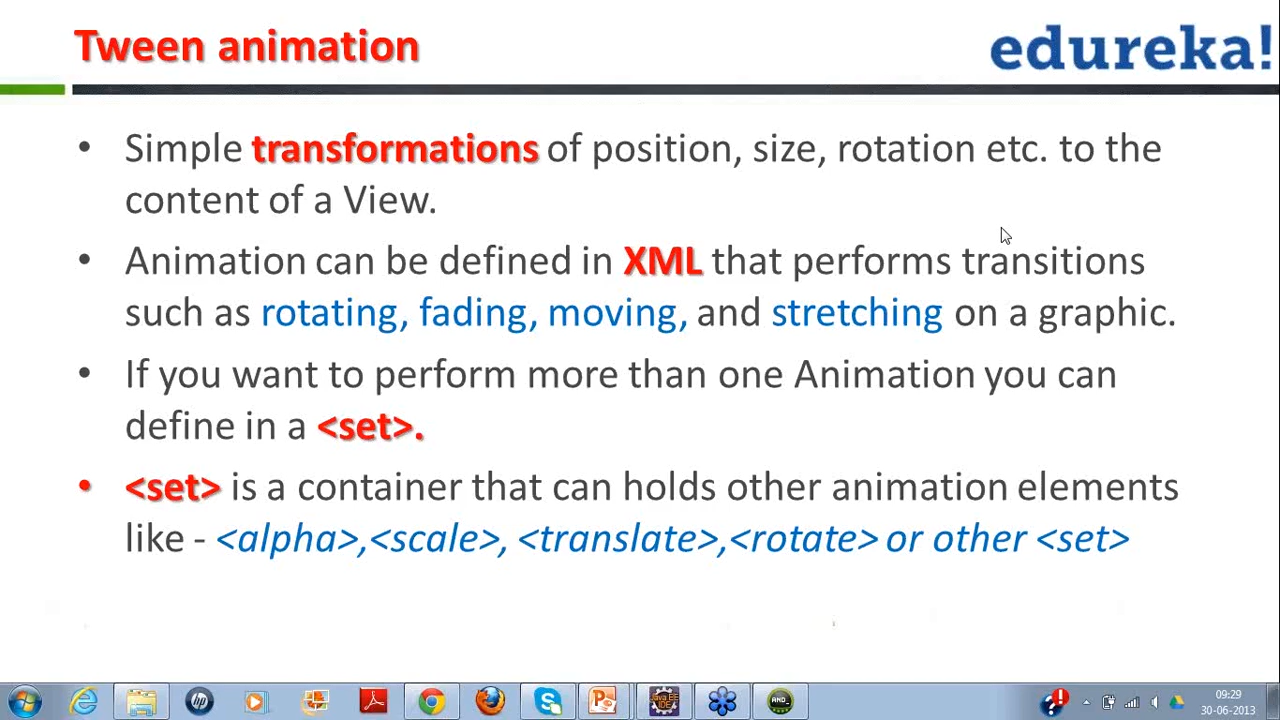 Tween animation
edureka!
• Simple transformations of position, size, rotation etc. to the
content of a View.
• Animation can be defined in XML that performs transitions
such as rotating, fading, moving, and stretching on a graphic.
• If you want to perform more than one Animation you can
define in a <set>.
• <set> is a container that can holds other animation elements
like - <alpha>,<scale>, <translate>,<rotate> or other <set>
09:29
30-06-2013